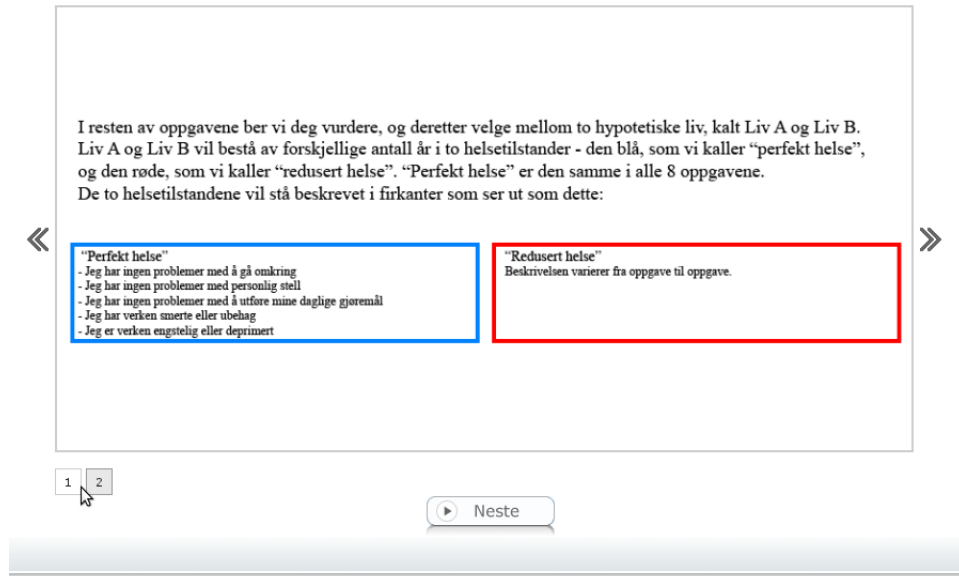 I resten av oppgavene ber vi deg vurdere, og deretter velge mellom to hypotetiske liv, kalt Liv A og Liv B.
Liv A og Liv B vil bestå av forskjellige antall år i to helsetilstander - den blå, som vi kaller “perfekt helse”,
og den røde, som vi kaller “redusert helse”. “Perfekt helse” er den samme i alle 8 oppgavene.
De to helsetilstandene vil stå beskrevet i firkanter som ser ut som dette:
“Perfekt helse”
- Jeg har ingen problemer med å gå omkring
- Jeg har ingen problemer med personlig stell
- Jeg har ingen problemer med å utføre mine daglige gjøremål
- Jeg har verken smerte eller ubehag
- Jeg er verken engstelig eller deprimert
“Redusert helse”
Beskrivelsen varierer fra oppgave til oppgave.
1 2
Neste